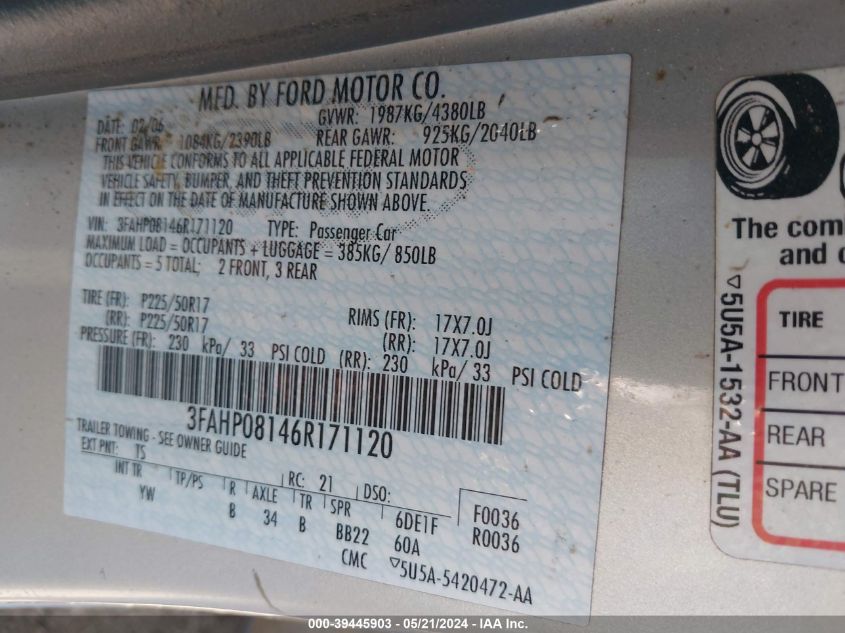 MFD. BY FORD MOTOR CO.
DATE: 02/06 GVWR: 1987KG/4380LB
FRONT GAWR: 1084KG/2390LB REAR GAWR: 925KG/2040LB
THIS VEHICLE CONFORMS TO ALL APPLICABLE FEDERAL MOTOR
VEHICLE SAFETY, BUMPER, AND THEFT PREVENTION STANDARDS
IN EFFECT ON THE DATE OF MANUFACTURE SHOWN ABOVE.
VIN: 3FAHP08146R171120 TYPE: Passenger Car
MAXIMUM LOAD = OCCUPANTS + LUGGAGE = 385KG/ 850LB
OCCUPANTS = 5 TOTAL; 2 FRONT, 3 REAR
TIRE (FR): P225/50R17 RIMS (FR): 17X7.0J
(RR): P225/50R17 (RR): 17X7.0J
PRESSURE (FR): 230 kPa/ 33 PSI COLD (RR): 230 kPa/ 33 PSI COLD
3FAHP08146R171120
TRAILER TOWING - SEE OWNER GUIDE
EXT PNT: TS RC: 21 DSO:
INT TR TP/PS R AXLE TR SPR 6DE1F F0036
YW B 34 B BB22 60A R0036
CMC ▽5U5A-5420472-AA
The com
and c
TIRE
FRONT
REAR
SPARE
▽5U5A-1532-AA (TLU)
000-39445903 - 05/21/2024 - IAA Inc.